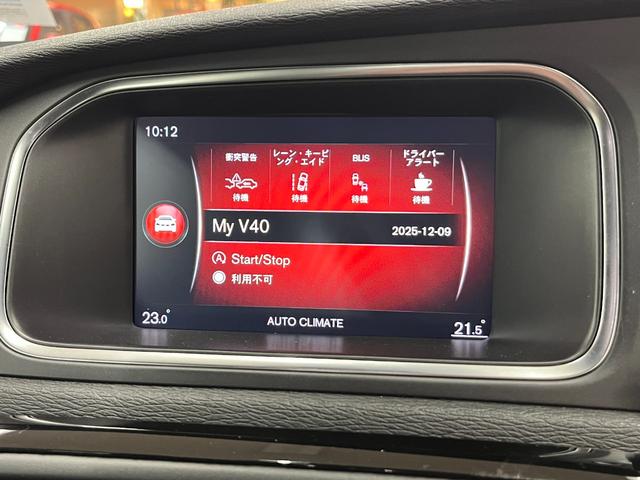 10:12
衝突警告
レーン・キーピ
ング・エイド
BLIS
ドライバー
アラート
待機
待機
待機
待機
My V40
2025-12-09
A Start/Stop
利用不可
23.0°
AUTO CLIMATE
21.5°